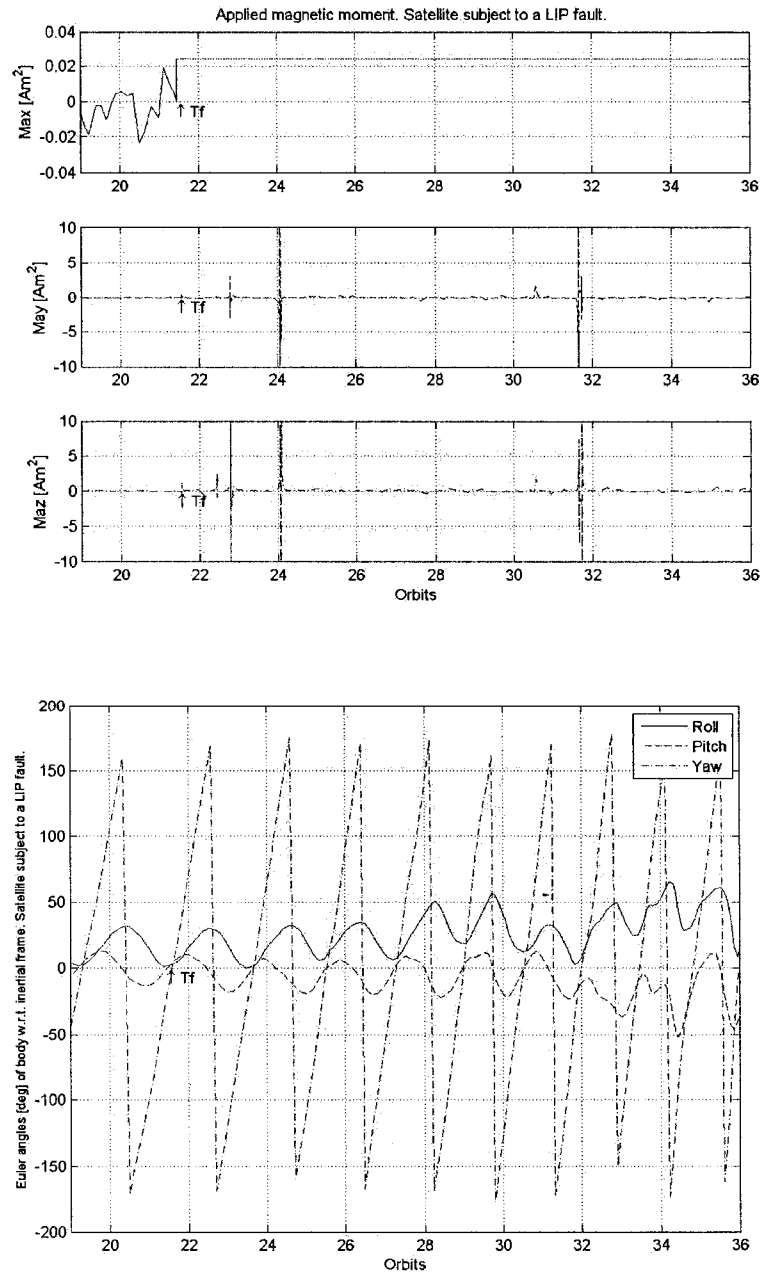 Applied magnetic moment. Satellite subject to a LIP fault.
Max [Am²]
0.04
0.02
0
-0.02
0.04
↑ Tf
20 22 24 26 28 30 32 34 36
May [Am²]
10
5
0
-5
-10
↑ Tf
20 22 24 26 28 30 32 34 36
Maz [Am²]
10
5
0
-5
-10
↑ Tf
20 22 24 26 28 30 32 34 36
Orbits
Euler angles [deg] of body w.r.t. inertial frame. Satellite subject to a LIP fault.
200
150
100
50
0
-50
-100
-150
-200
Roll
Pitch
Yaw
↑ Tf
20 22 24 26 28 30 32 34 36
Orbits